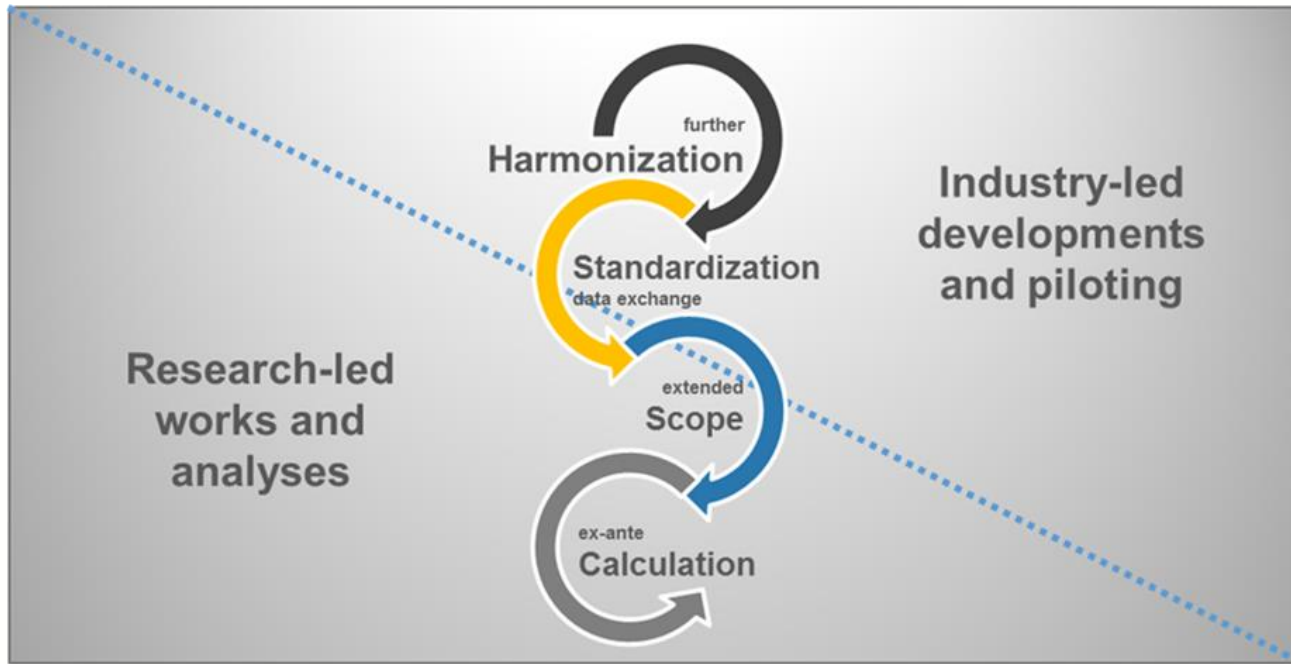 further
Harmonization
Industry-led
developments
and piloting
Standardization
data exchange
Research-led
works and
analyses
extended
Scope
ex-ante
Calculation